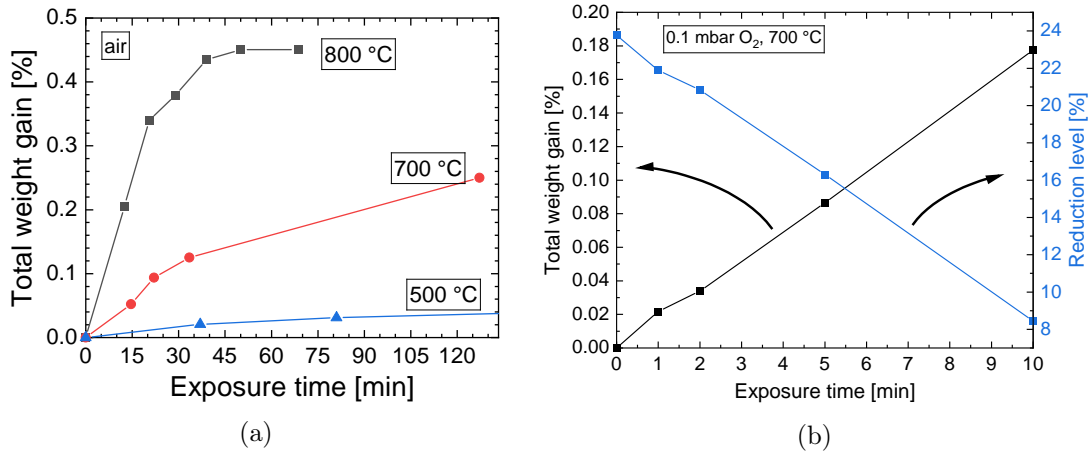 0.5
0.4
0.3
0.2
0.1
0.0
Total weight gain [%]
air
800 °C
700 °C
500 °C
0 15 30 45 60 75 90 105 120
Exposure time [min]
(a)
0.20
0.18
0.16
0.14
0.12
0.10
0.08
0.06
0.04
0.02
0.00
Total weight gain [%]
0.1 mbar O₂, 700 °C
24
22
20
18
16
14
12
10
8
Reduction level [%]
0 1 2 3 4 5 6 7 8 9 10
Exposure time [min]
(b)